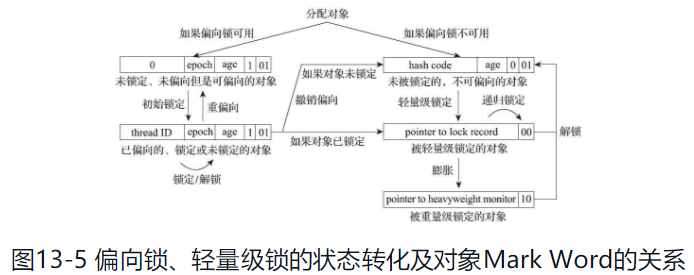 分配对象
如果偏向锁可用 如果偏向锁不可用
0 epoch age 1 01
hash code age 0 01
未锁定、未偏向但是可偏向的对象
如果对象未锁定
未被锁定的，不可偏向的对象
初始锁定 重偏向
撤销偏向
轻量级锁定 递归锁定
thread ID epoch age 1 01
pointer to lock record 00
解锁
已偏向的、锁定或未锁定的对象
如果对象已锁定
被轻量级锁定的对象
锁定/解锁
膨胀
pointer to heavyweight monitor 10
被重量级锁定的对象
图13-5 偏向锁、轻量级锁的状态转化及对象Mark Word的关系